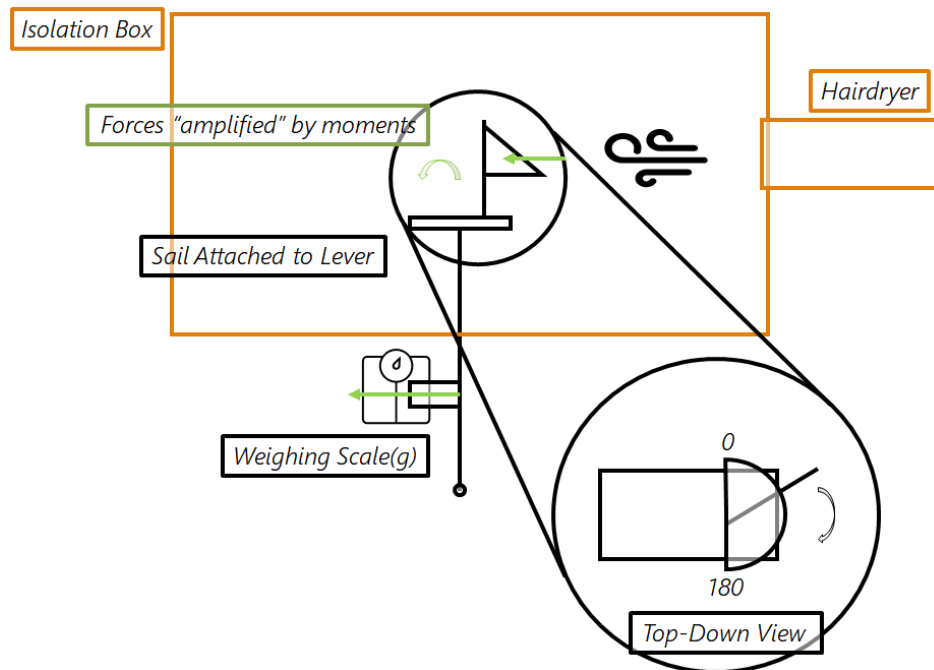 Isolation Box
Hairdryer
Forces “amplified” by moments
Sail Attached to Lever
Weighing Scale(g)
0
180
Top-Down View